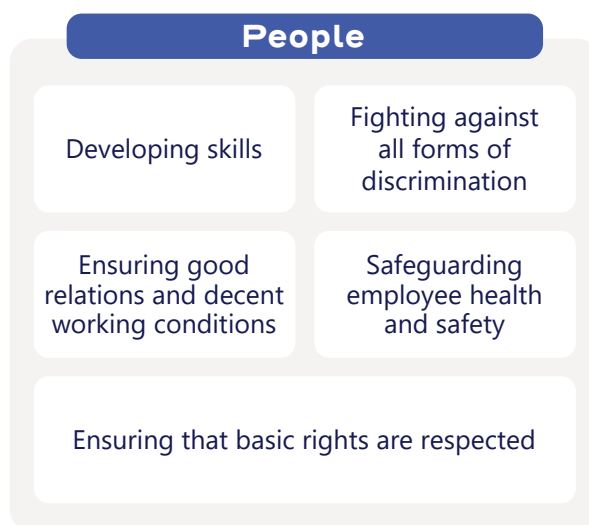 People
Developing skills
Fighting against
all forms of
discrimination
Ensuring good
relations and decent
working conditions
Safeguarding
employee health
and safety
Ensuring that basic rights are respected